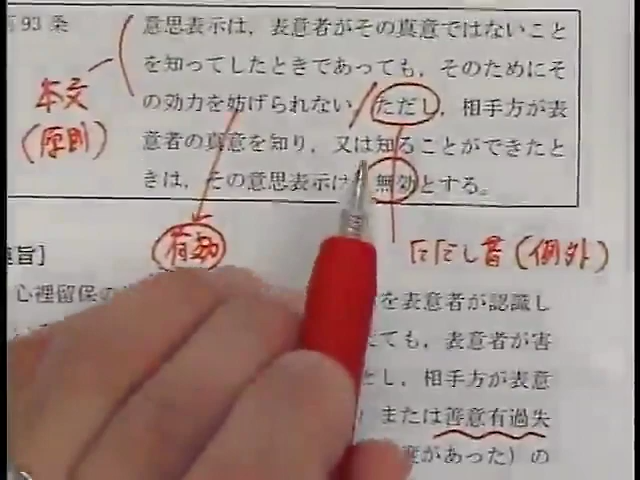 93条
意思表示は，表意者がその真意ではないこと
を知ってしたときであっても，そのためにそ
の効力を妨げられない ただし，相手方が表
意者の真意を知り，又は知ることができたと
きは，その意思表示は 無効とする。
本文
(原則)
有効
ただし書(例外)
旨]
心裡留保の
を表意者が認識し
ても，表意者が害
とし，相手方が表意
または善意有過失
があった）の